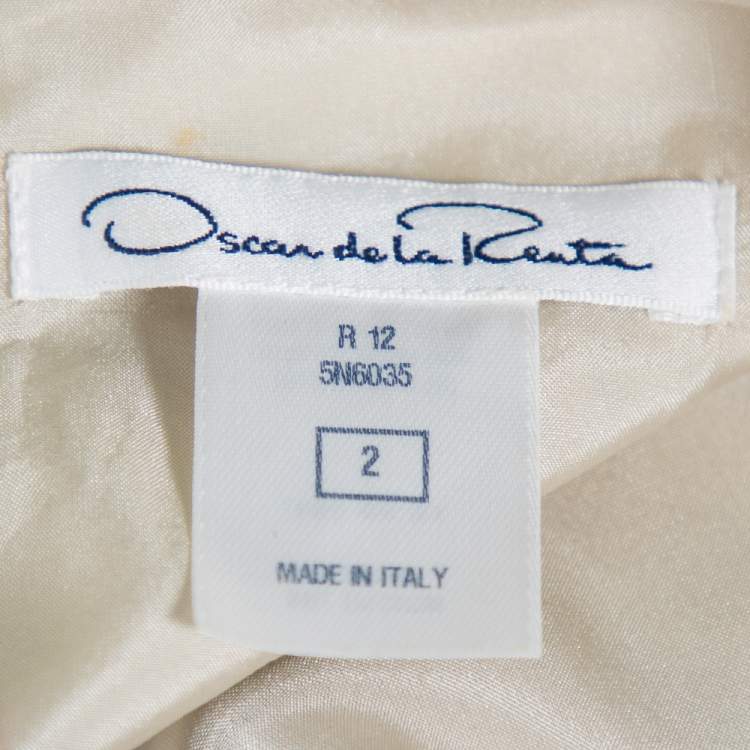 Oscar de la Renta
R 12
5N6035
2
MADE IN ITALY